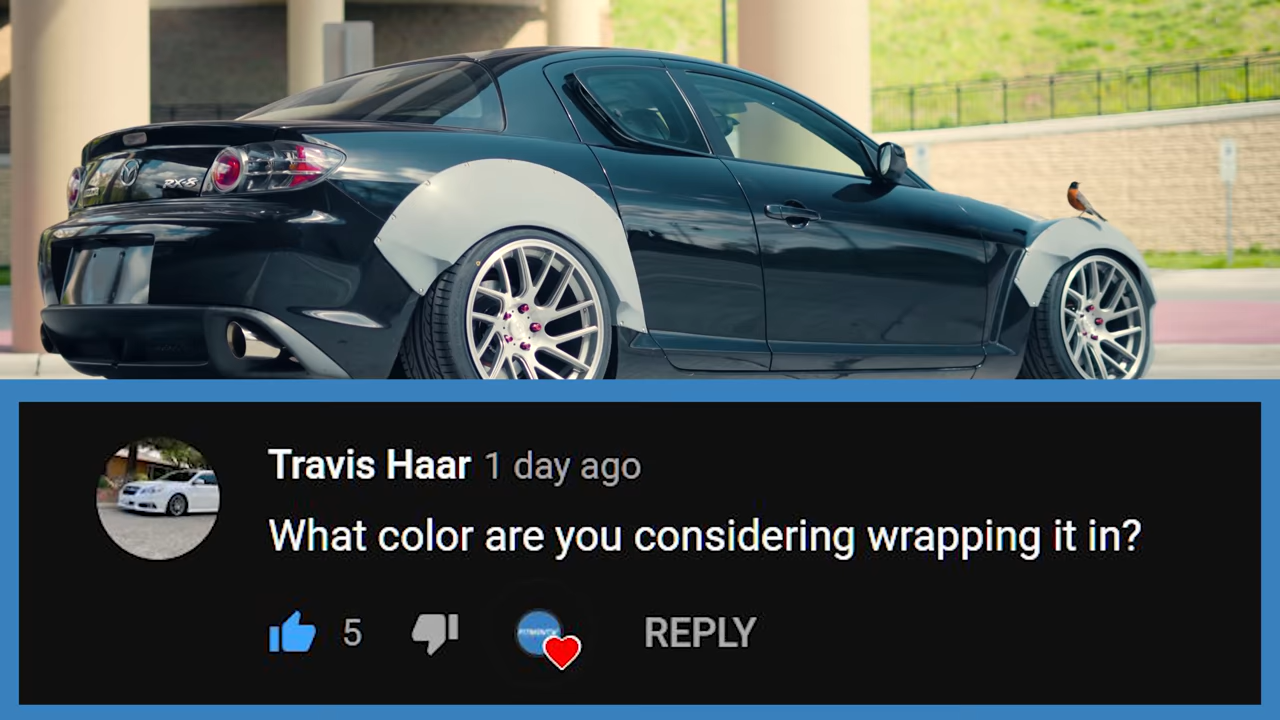 RX-8
Travis Haar 1 day ago
What color are you considering wrapping it in?
5
REPLY